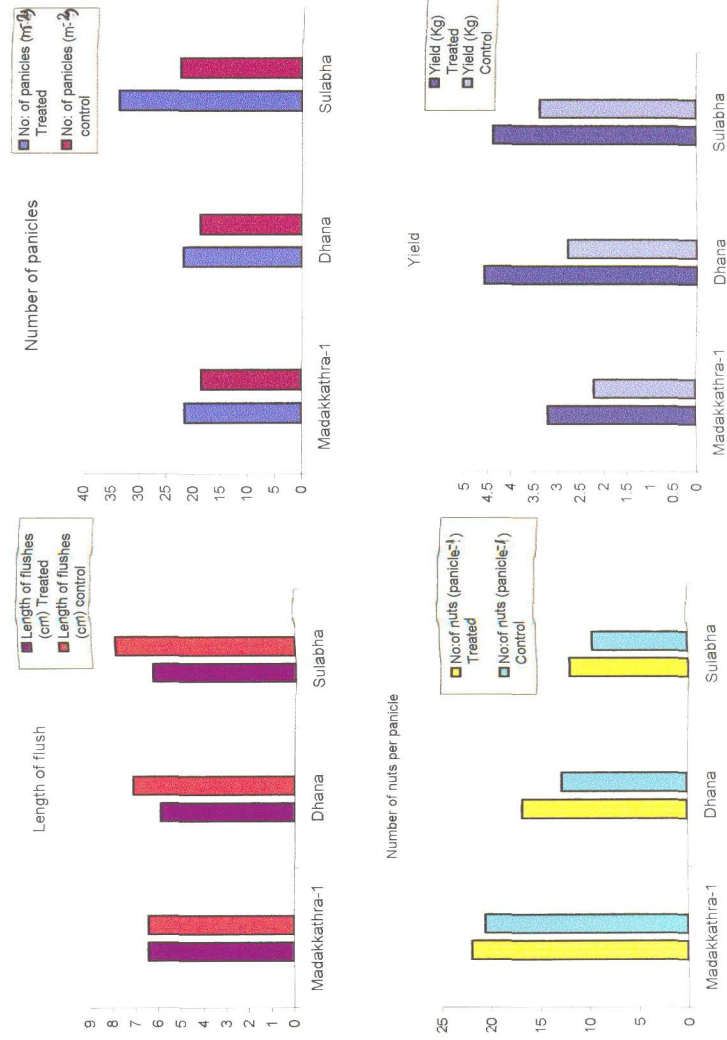 Length of flush
Length of flushes
(cm) Treated
Length of flushes
(cm) control
9
8
7
6
5
4
3
2
1
0
Madakkathra-1
Dhana
Sulabha
Number of panicles
No: of panicles (m-2)
Treated
No: of panicles (m-2)
control
40
35
30
25
20
15
10
5
0
Madakkathra-1
Dhana
Sulabha
Number of nuts per panicle
No:of nuts (panicle-1)
Treated
No:of nuts (panicle-1)
Control
25
20
15
10
5
0
Madakkathra-1
Dhana
Sulabha
Yield
Yield (Kg)
Treated
Yield (Kg)
Control
5
4.5
4
3.5
3
2.5
2
1.5
1
0.5
0
Madakkathra-1
Dhana
Sulabha